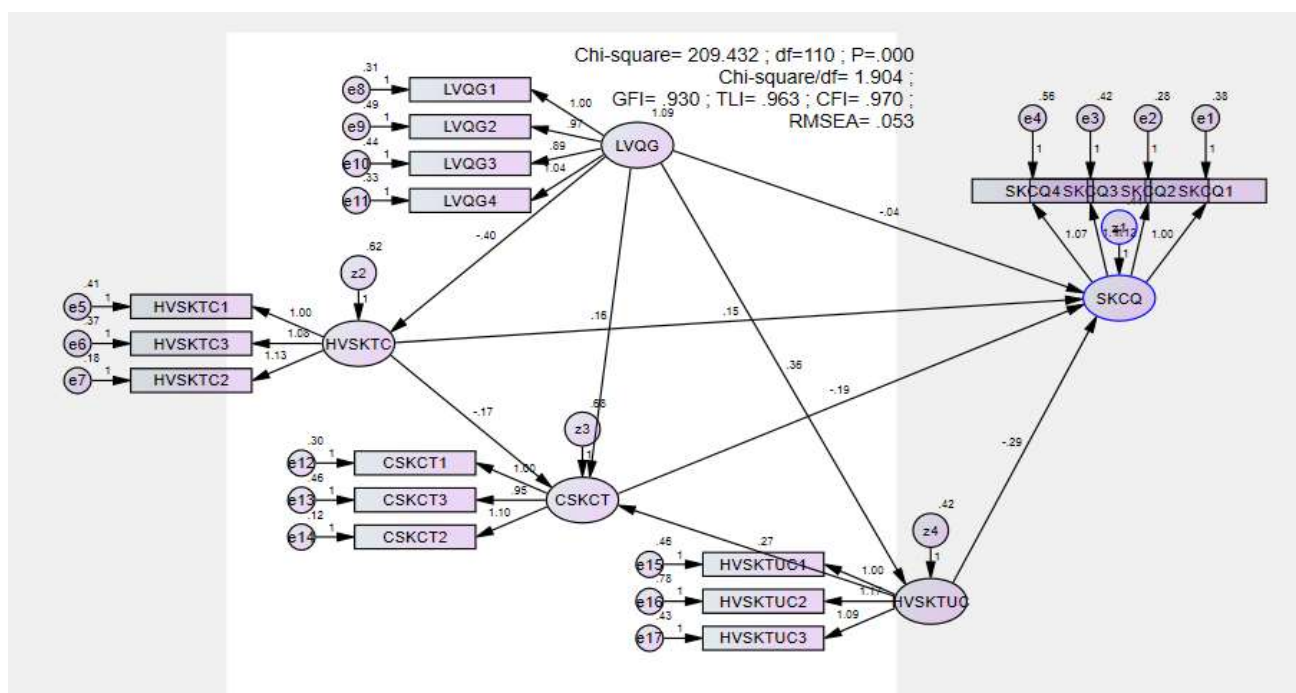 Chi-square= 209.432 ; df=110 ; P=.000
Chi-square/df= 1.904 ;
GFI= .930 ; TLI= .963 ; CFI= .970 ;
RMSEA= .053
.31
e8 1 LVQG1
.49
e9 1 LVQG2
.44
e10 1 LVQG3
.33
e11 1 LVQG4
1.00
.97
.89
1.04
1.09
LVQG
.56 .42 .28 .38
e4 e3 e2 e1
1 1 1 1
SKCQ4 SKCQ3 SKCQ2 SKCQ1
1.07 1.12 1.00
z1
1
SKCQ
-.04
-.40
.62
z2
1
.41
e5 1 HVSKTC1
.37
e6 1 HVSKTC3
.18
e7 1 HVSKTC2
1.00
1.08
1.13
HVSKTC
.16
.15
.36
-.17
-.19
-.29
z3
1
.30
e12 1 CSKCT1
.46
e13 1 CSKCT3
.12
e14 1 CSKCT2
1.00
.95
1.10
CSKCT
.27
.42
z4
1
.46
e15 1 HVSKTUC1
.78
e16 1 HVSKTUC2
.43
e17 1 HVSKTUC3
1.00
1.17
1.09
HVSKTUC